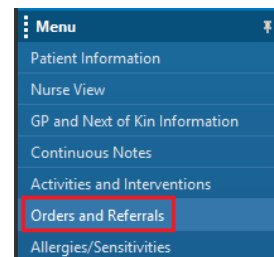 Menu
Patient Information
Nurse View
GP and Next of Kin Information
Continuous Notes
Activities and Interventions
Orders and Referrals
Allergies/Sensitivities